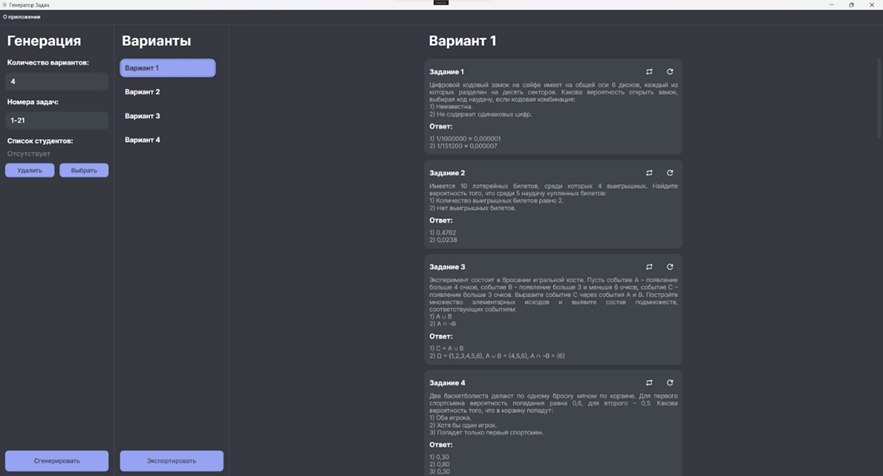 Генератор Задач
О приложении
Генерация
Количество вариантов:
4
Номера задач:
1-21
Список студентов:
Отсутствует
Удалить
Выбрать
Сгенерировать
Варианты
Вариант 1
Вариант 2
Вариант 3
Вариант 4
Экспортировать
Вариант 1
Задание 1
Цифровой кодовый замок на сейфе имеет на общей оси 6 дисков, каждый из
которых разделен на десять секторов. Какова вероятность открыть замок,
выбирая код наудачу, если кодовая комбинация:
1) Неизвестна.
2) Не содержит одинаковых цифр.
Ответ:
1) 1/1000000 ≈ 0,000001
2) 1/151200 ≈ 0,000007
Задание 2
Имеется 10 лотерейных билетов, среди которых 4 выигрышных. Найдите
вероятность того, что среди 5 наудачу купленных билетов:
1) Количество выигрышных билетов равно 2.
2) Нет выигрышных билетов.
Ответ:
1) 0,4762
2) 0,0238
Задание 3
Эксперимент состоит в бросании игральной кости. Пусть событие A – появление
больше 4 очков, событие B – появление больше 3 и меньше 6 очков, событие C –
появление больше 3 очков. Выразите событие C через события A и B. Постройте
множество элементарных исходов и выявите состав подмножеств,
соответствующих событиям:
1) A ∪ B
2) A ∩ ¬B
Ответ:
1) C = A ∪ B
2) Ω = {1,2,3,4,5,6}, A ∪ B = {4,5,6}, A ∩ ¬B = {6}
Задание 4
Два баскетболиста делают по одному броску мячом по корзине. Для первого
спортсмена вероятность попадания равна 0,6, для второго – 0,5. Какова
вероятность того, что в корзину попадут:
1) Оба игрока.
2) Хотя бы один игрок.
3) Попадет только первый спортсмен.
Ответ:
1) 0,30
2) 0,80
3) 0,30